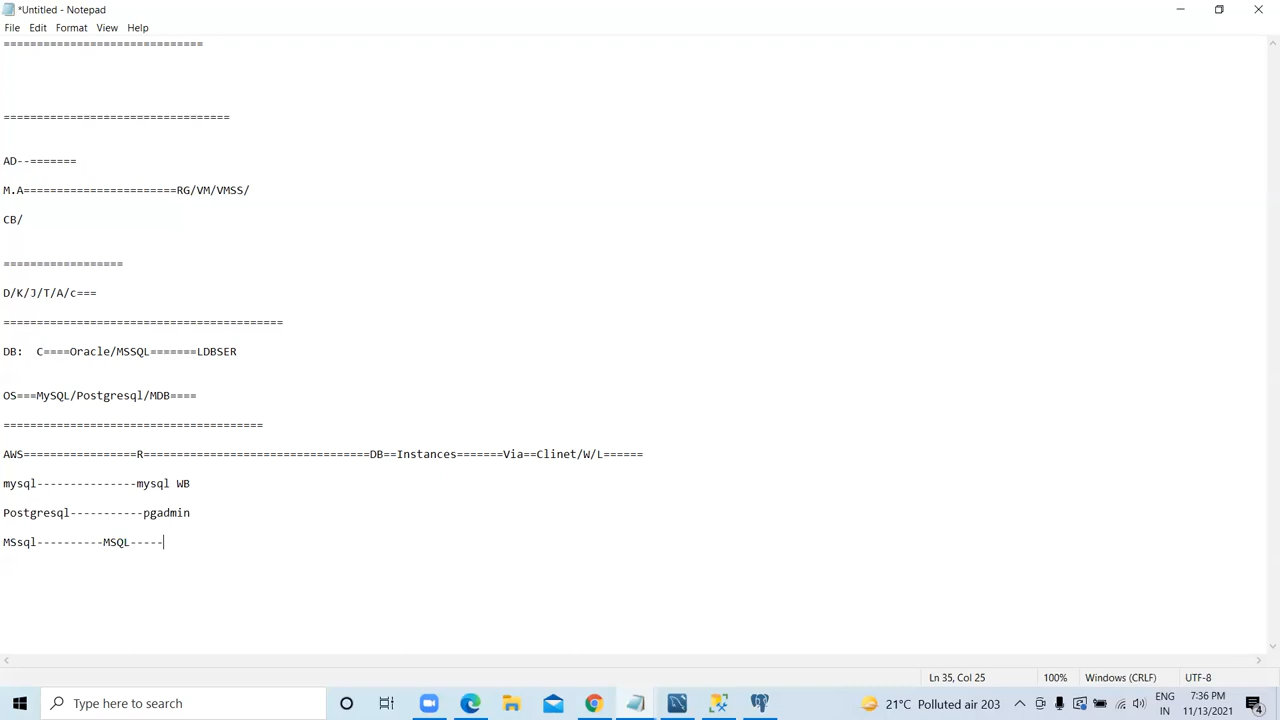 *Untitled - Notepad
File Edit Format View Help
==============================
==================================
AD--=======
M.A=======================RG/VM/VMSS/
CB/
==================
D/K/J/T/A/c===
==========================================
DB:  C====Oracle/MSSQL=======LDBSER
OS===MySQL/Postgresql/MDB====
=======================================
AWS=================R==================================DB==Instances=======Via==Clinet/W/L======
mysql---------------mysql WB
Postgresql-----------pgadmin
MSsql----------MSQL-----
Ln 35, Col 25 100% Windows (CRLF) UTF-8
Type here to search
21°C Polluted air 203
ENG
IN
7:36 PM
11/13/2021
4